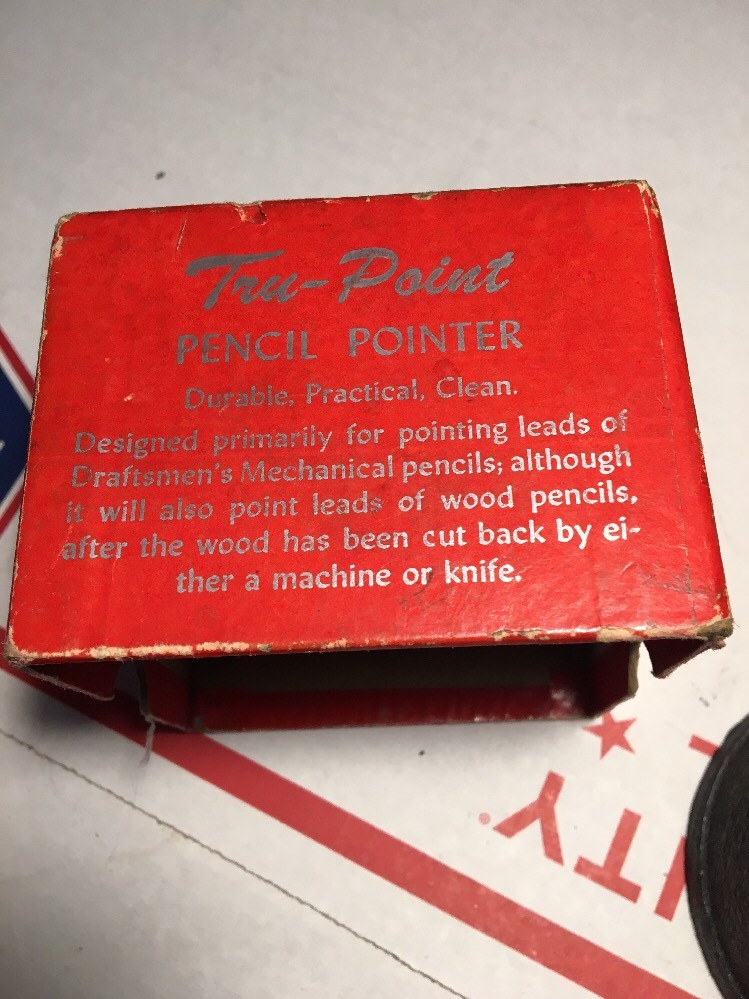 Tru-Point
PENCIL POINTER
Durable, Practical, Clean.
Designed primarily for pointing leads of
Draftsmen's Mechanical pencils; although
it will also point leads of wood pencils,
after the wood has been cut back by ei-
ther a machine or knife.
ITY